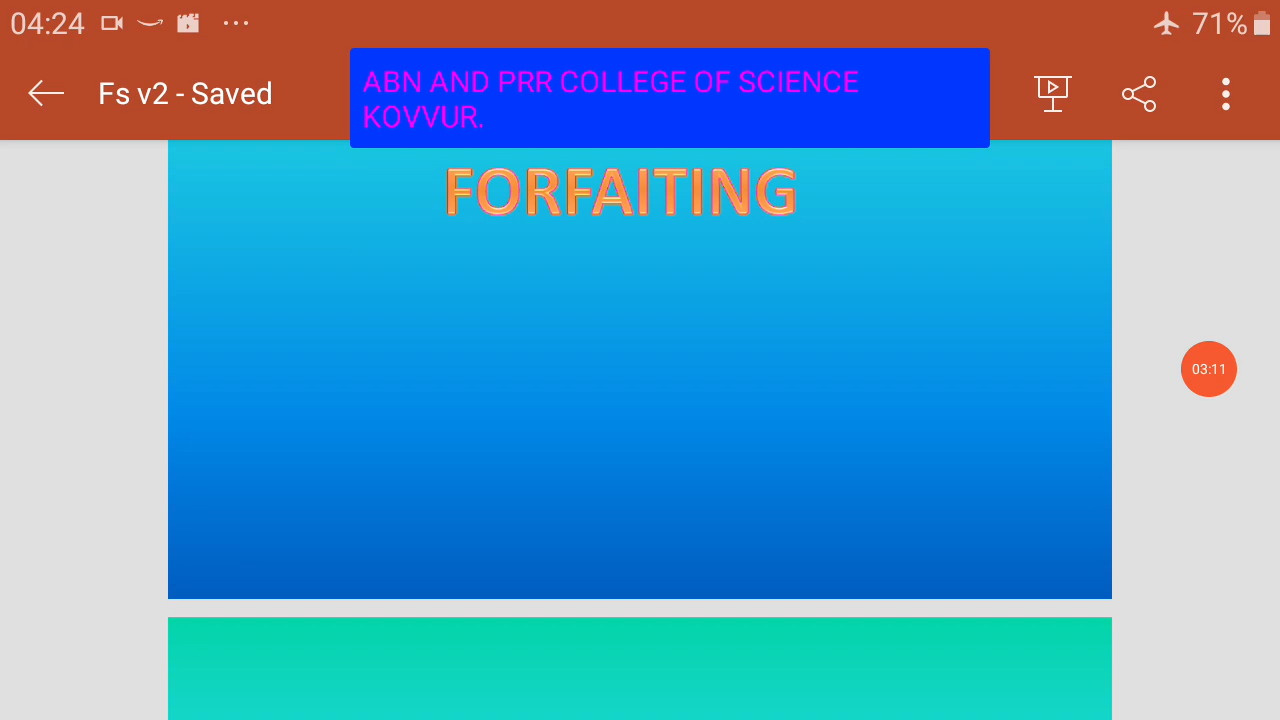 04:24
71%
Fs v2 - Saved
ABN AND PRR COLLEGE OF SCIENCE
KOVVUR.
FORFAITING
03:11